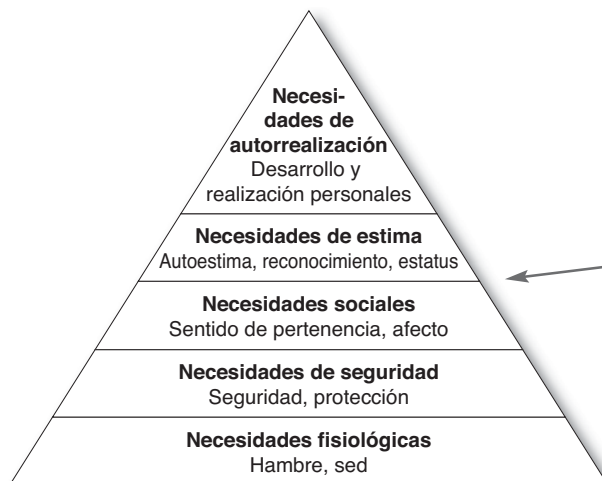 Necesi-
dades de
autorrealización
Desarrollo y
realización personales
Necesidades de estima
Autoestima, reconocimiento, estatus
Necesidades sociales
Sentido de pertenencia, afecto
Necesidades de seguridad
Seguridad, protección
Necesidades fisiológicas
Hambre, sed